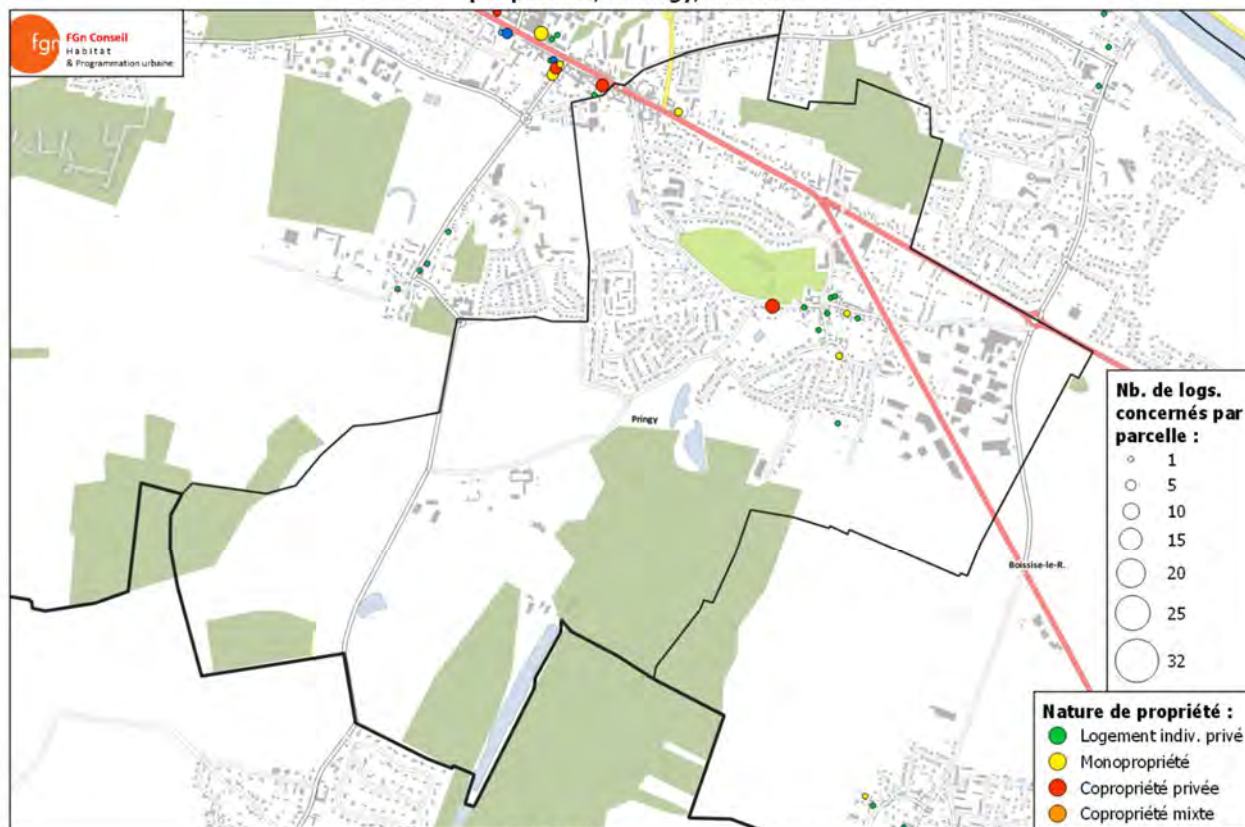 fgn
FGn Conseil
Habitat
& Programmation urbaine
Pringy
Boissise-le-R.
Nb. de logs.
concernés par
parcelle :
1
5
10
15
20
25
32
Nature de propriété :
Logement indiv. privé
Monopropriété
Copropriété privée
Copropriété mixte